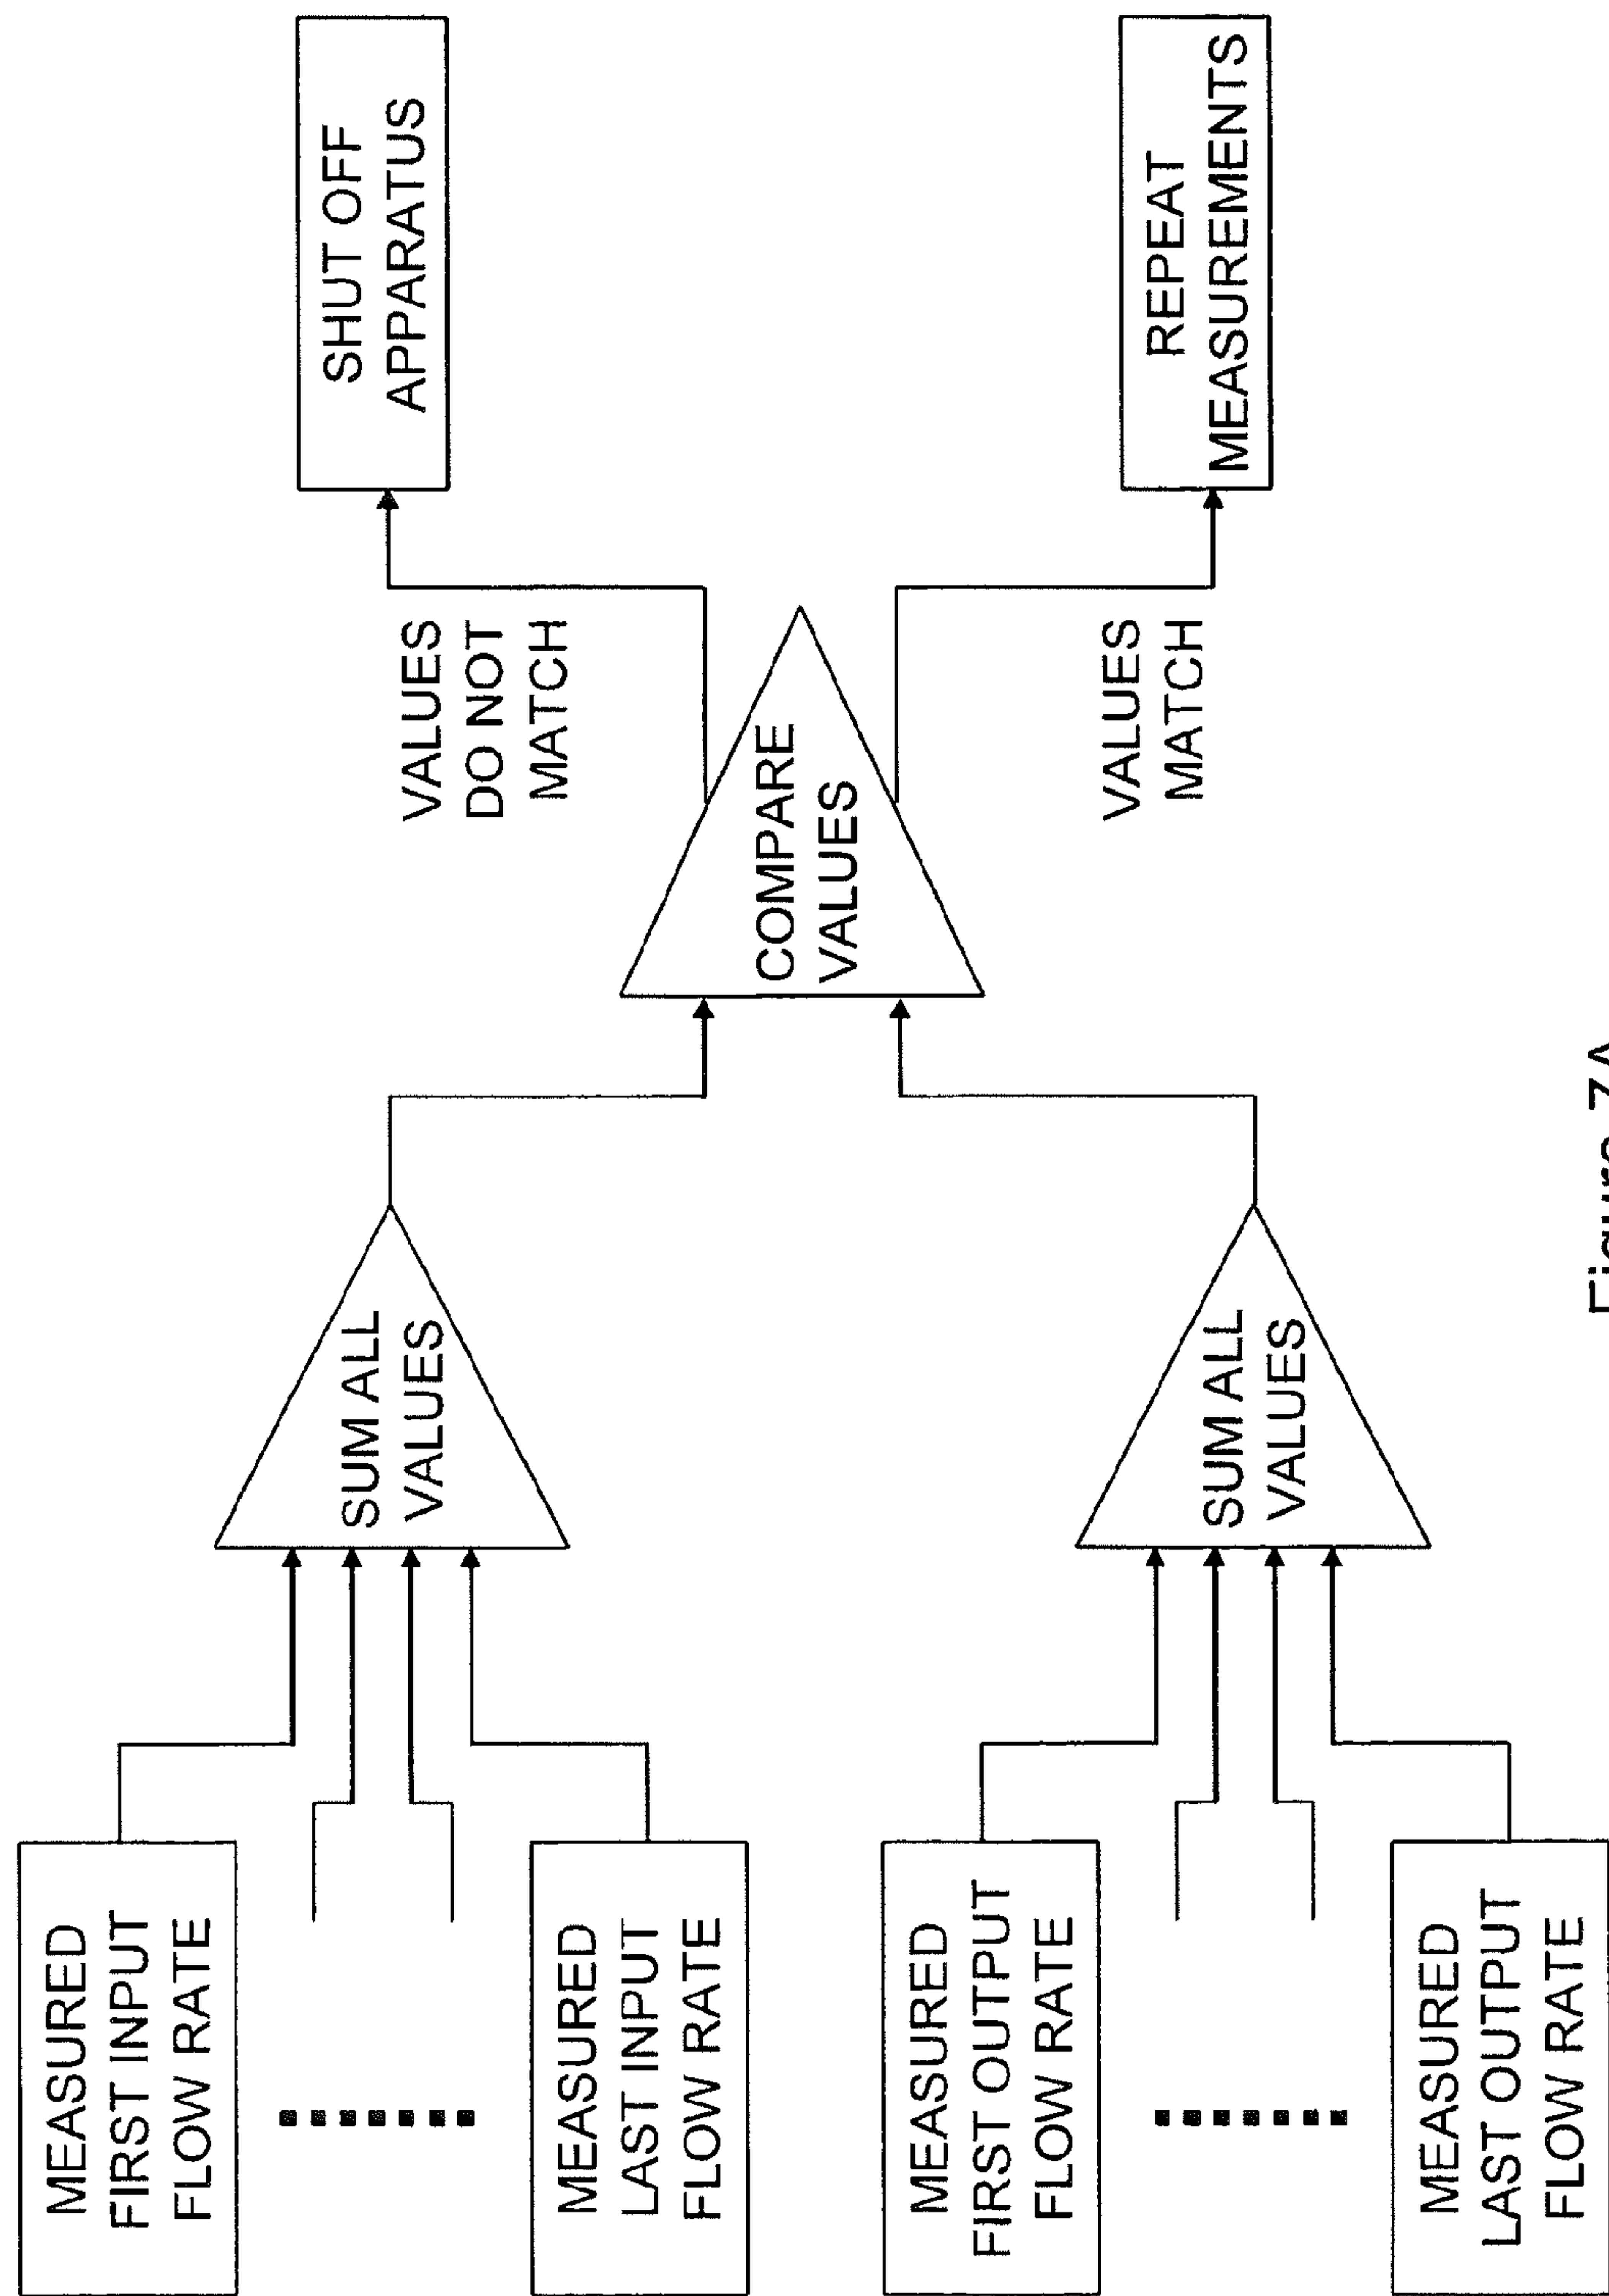 MEASURED
FIRST INPUT
FLOW RATE
MEASURED
LAST INPUT
FLOW RATE
MEASURED
FIRST OUTPUT
FLOW RATE
MEASURED
LAST OUTPUT
FLOW RATE
SUM ALL
VALUES
SUM ALL
VALUES
COMPARE
VALUES
VALUES
DO NOT
MATCH
VALUES
MATCH
SHUT OFF
APPARATUS
REPEAT
MEASUREMENTS
Figure 7A